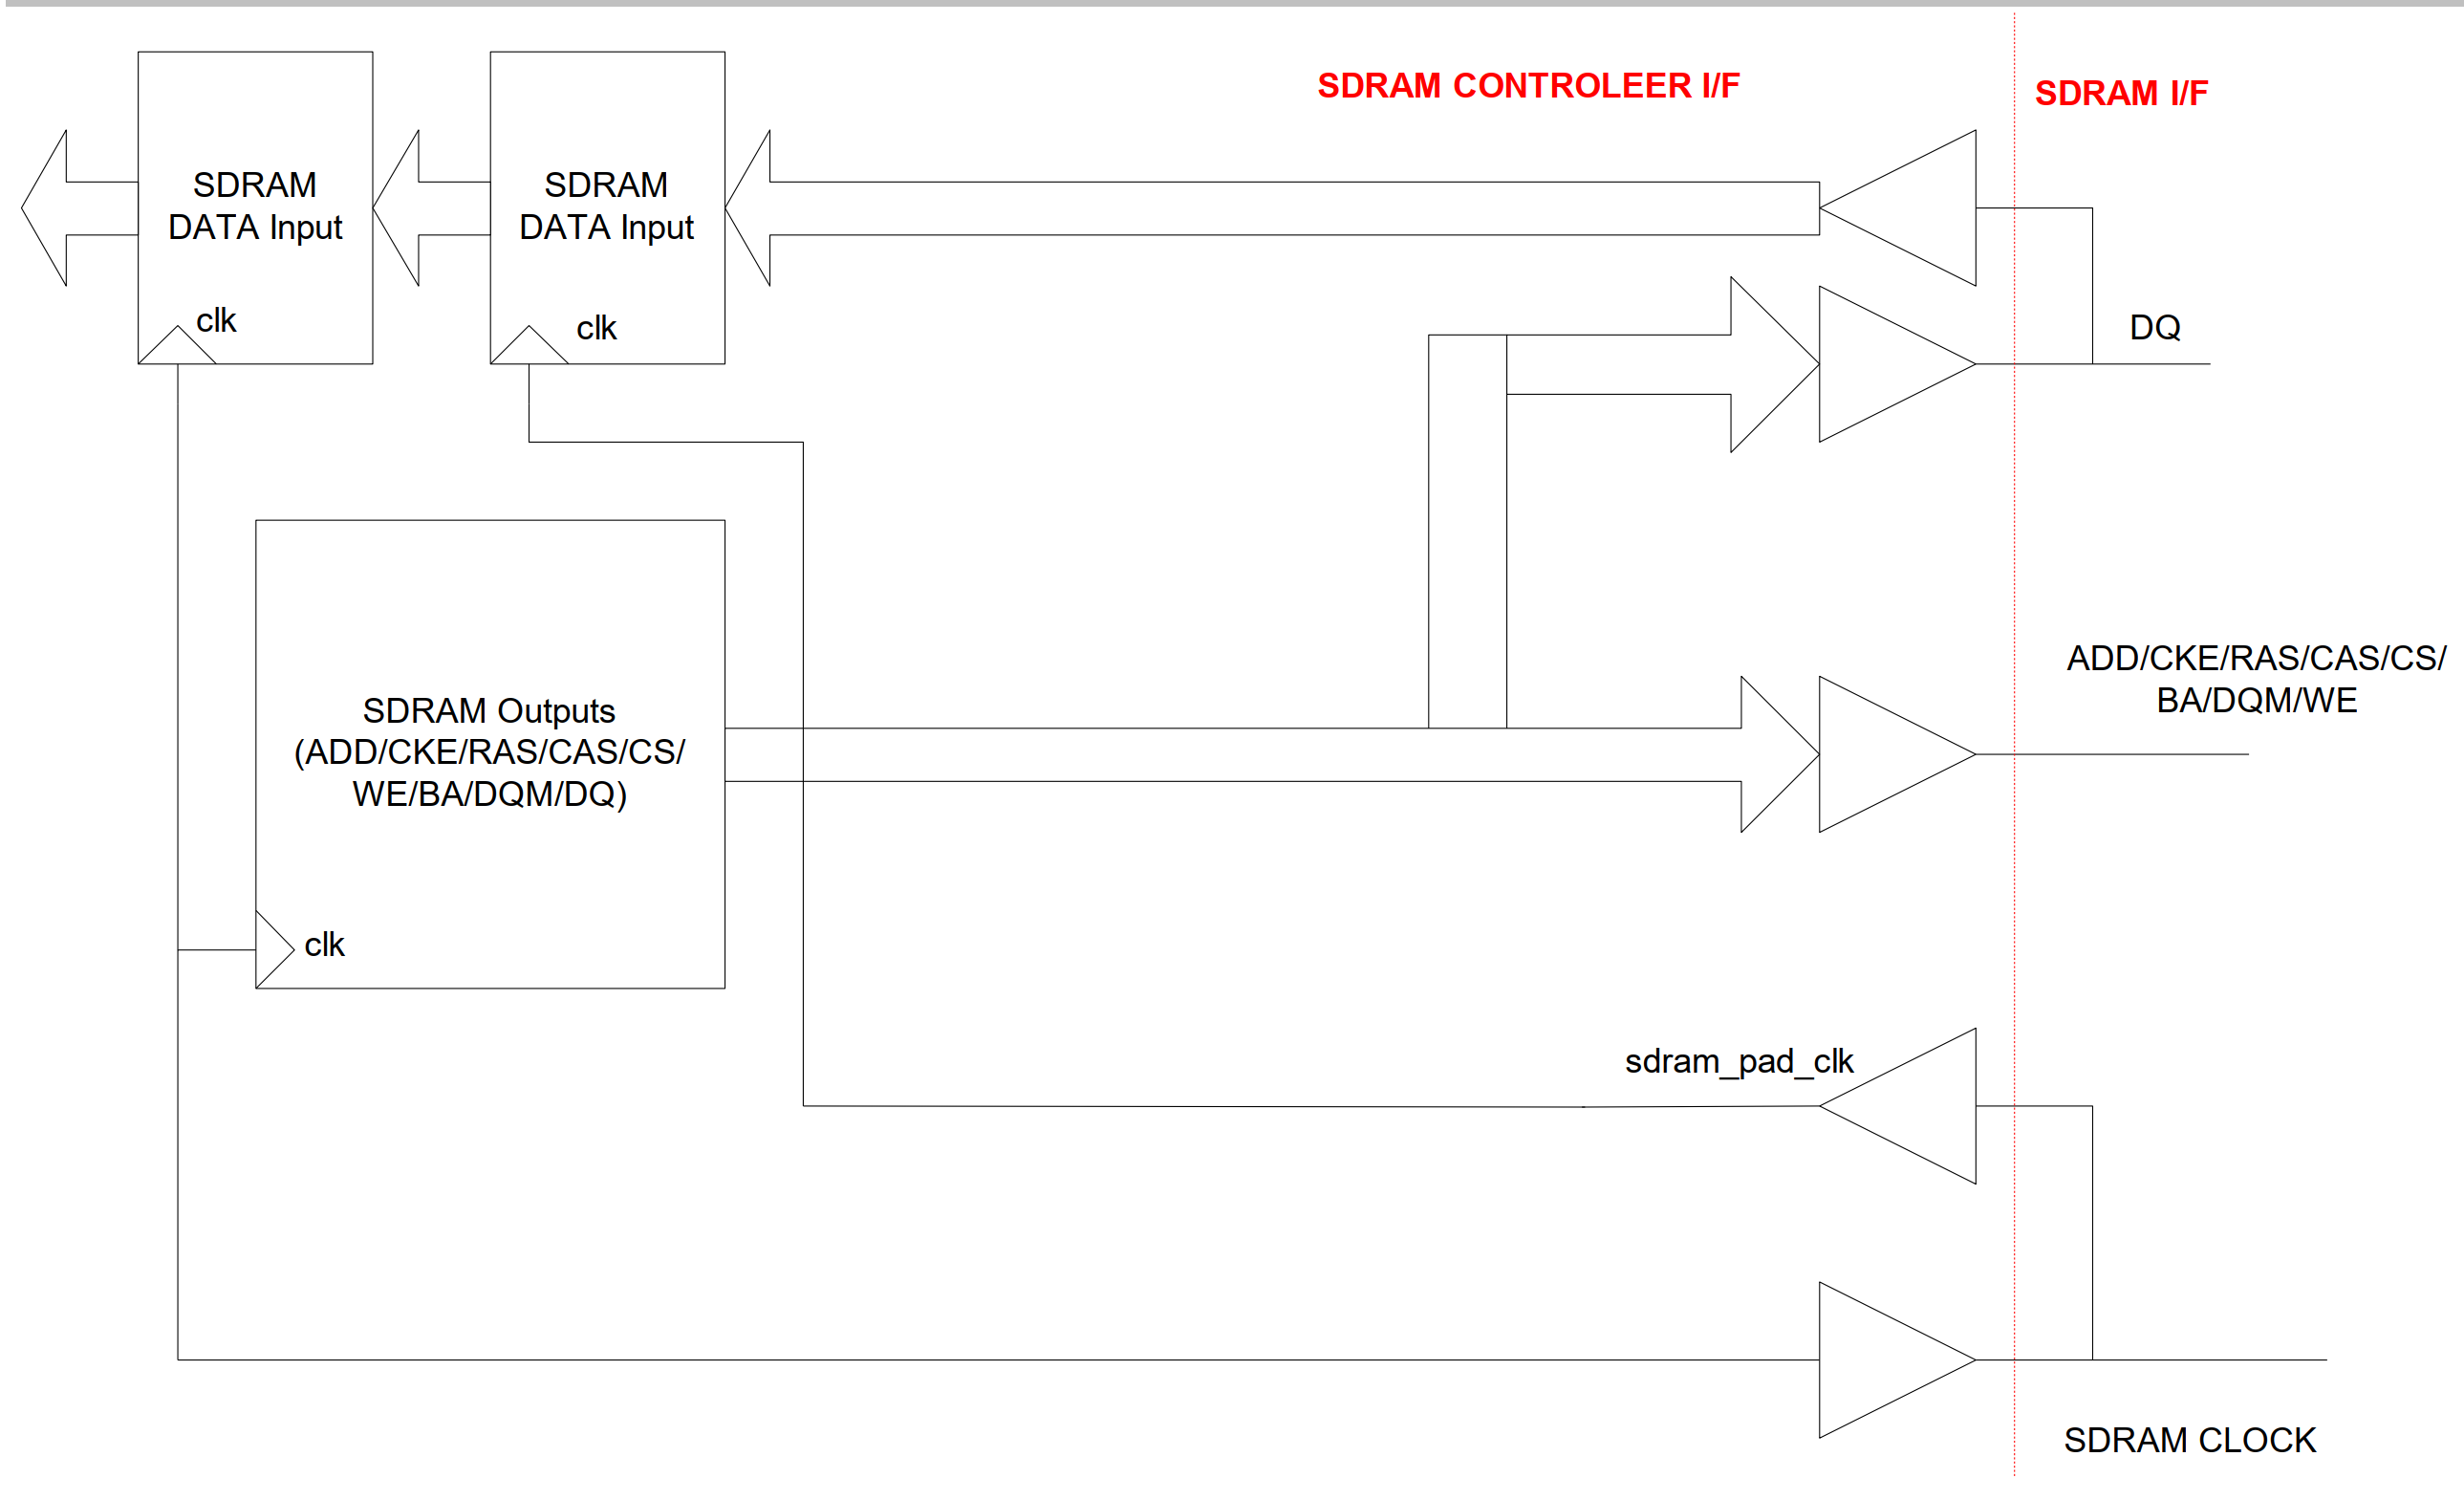 SDRAM CONTROLEER I/F
SDRAM I/F
SDRAM
DATA Input
clk
SDRAM
DATA Input
clk
DQ
SDRAM Outputs
(ADD/CKE/RAS/CAS/CS/
WE/BA/DQM/DQ)
clk
ADD/CKE/RAS/CAS/CS/
BA/DQM/WE
sdram_pad_clk
SDRAM CLOCK